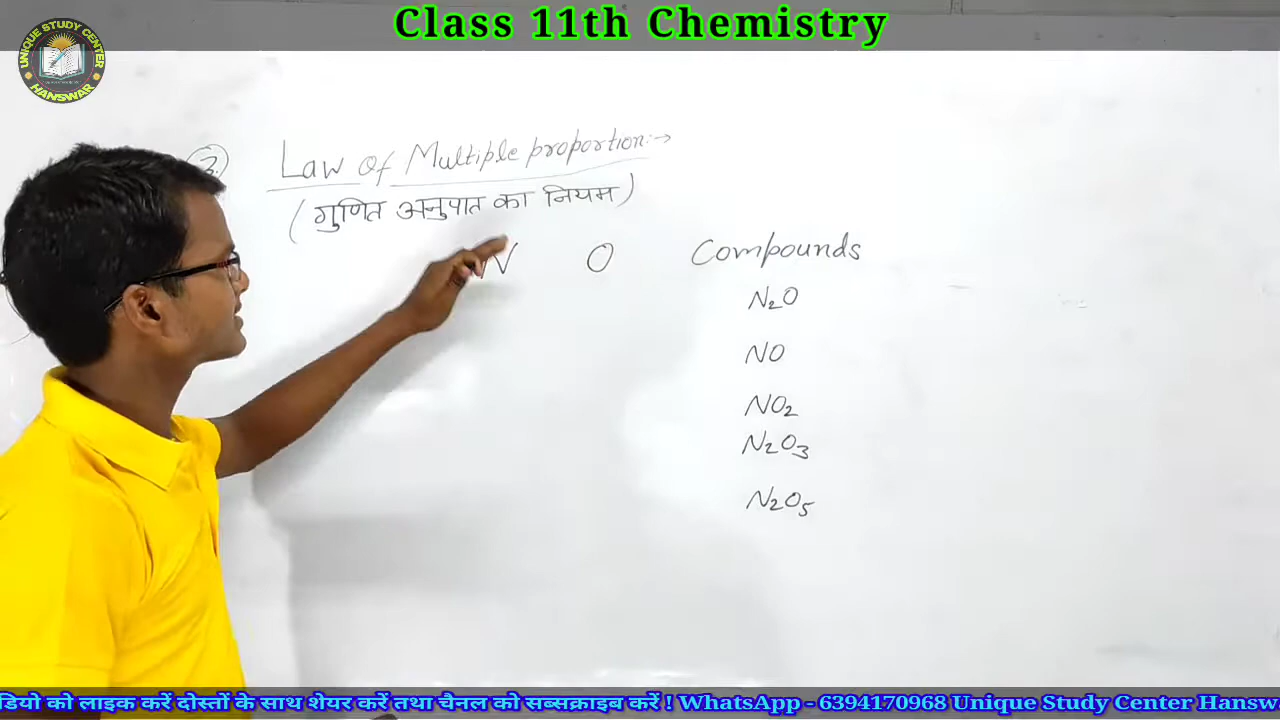 Class 11th Chemistry
UNIQUE STUDY CENTER
HANSWAR
3.
Law of Multiple proportion:→
(गुणित अनुपात का नियम)
N O Compounds
N₂O
NO
NO₂
N₂O₃
N₂O₅
को लाइक करें दोस्तों के साथ शेयर करें तथा चैनल को सब्सक्राइब करें ! WhatsApp - 6394170968 Unique Study Center